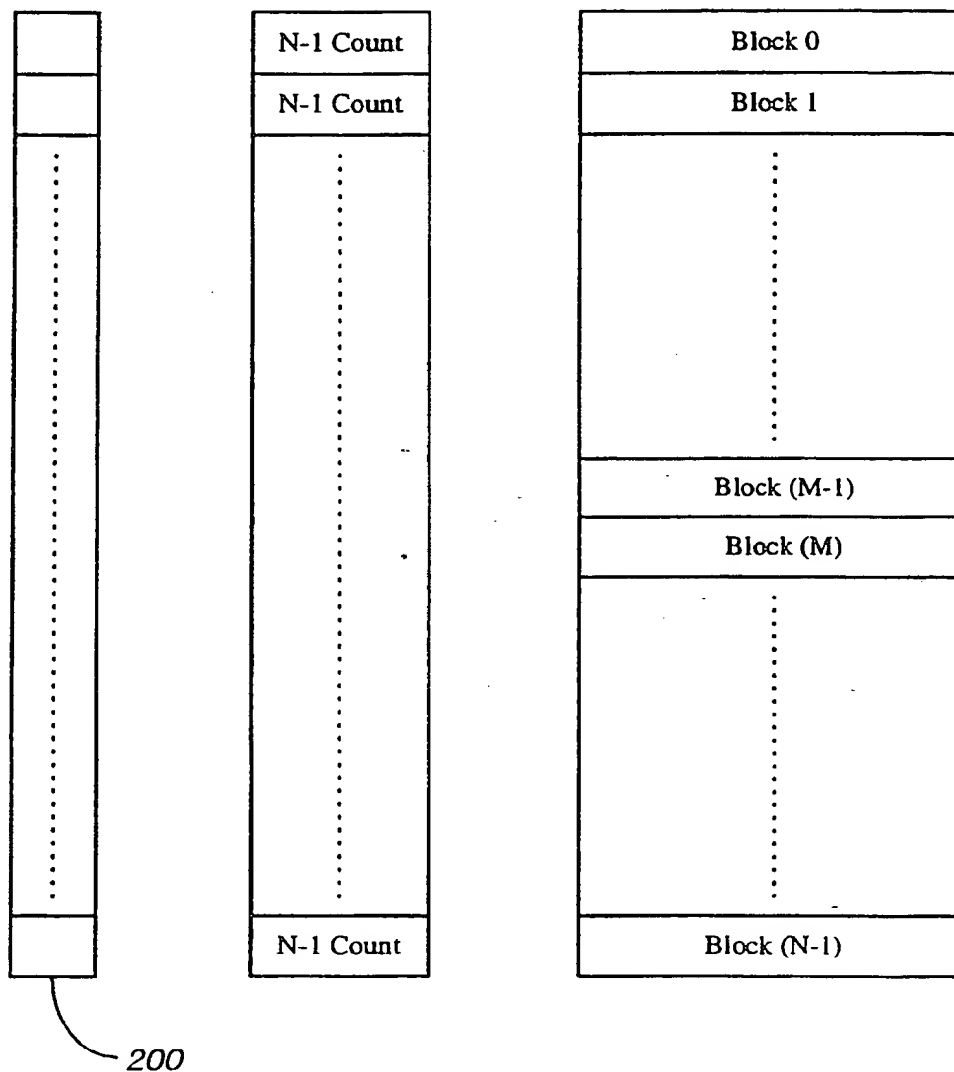 N-1 Count
N-1 Count
N-1 Count
Block 0
Block 1
Block (M-1)
Block (M)
Block (N-1)
200